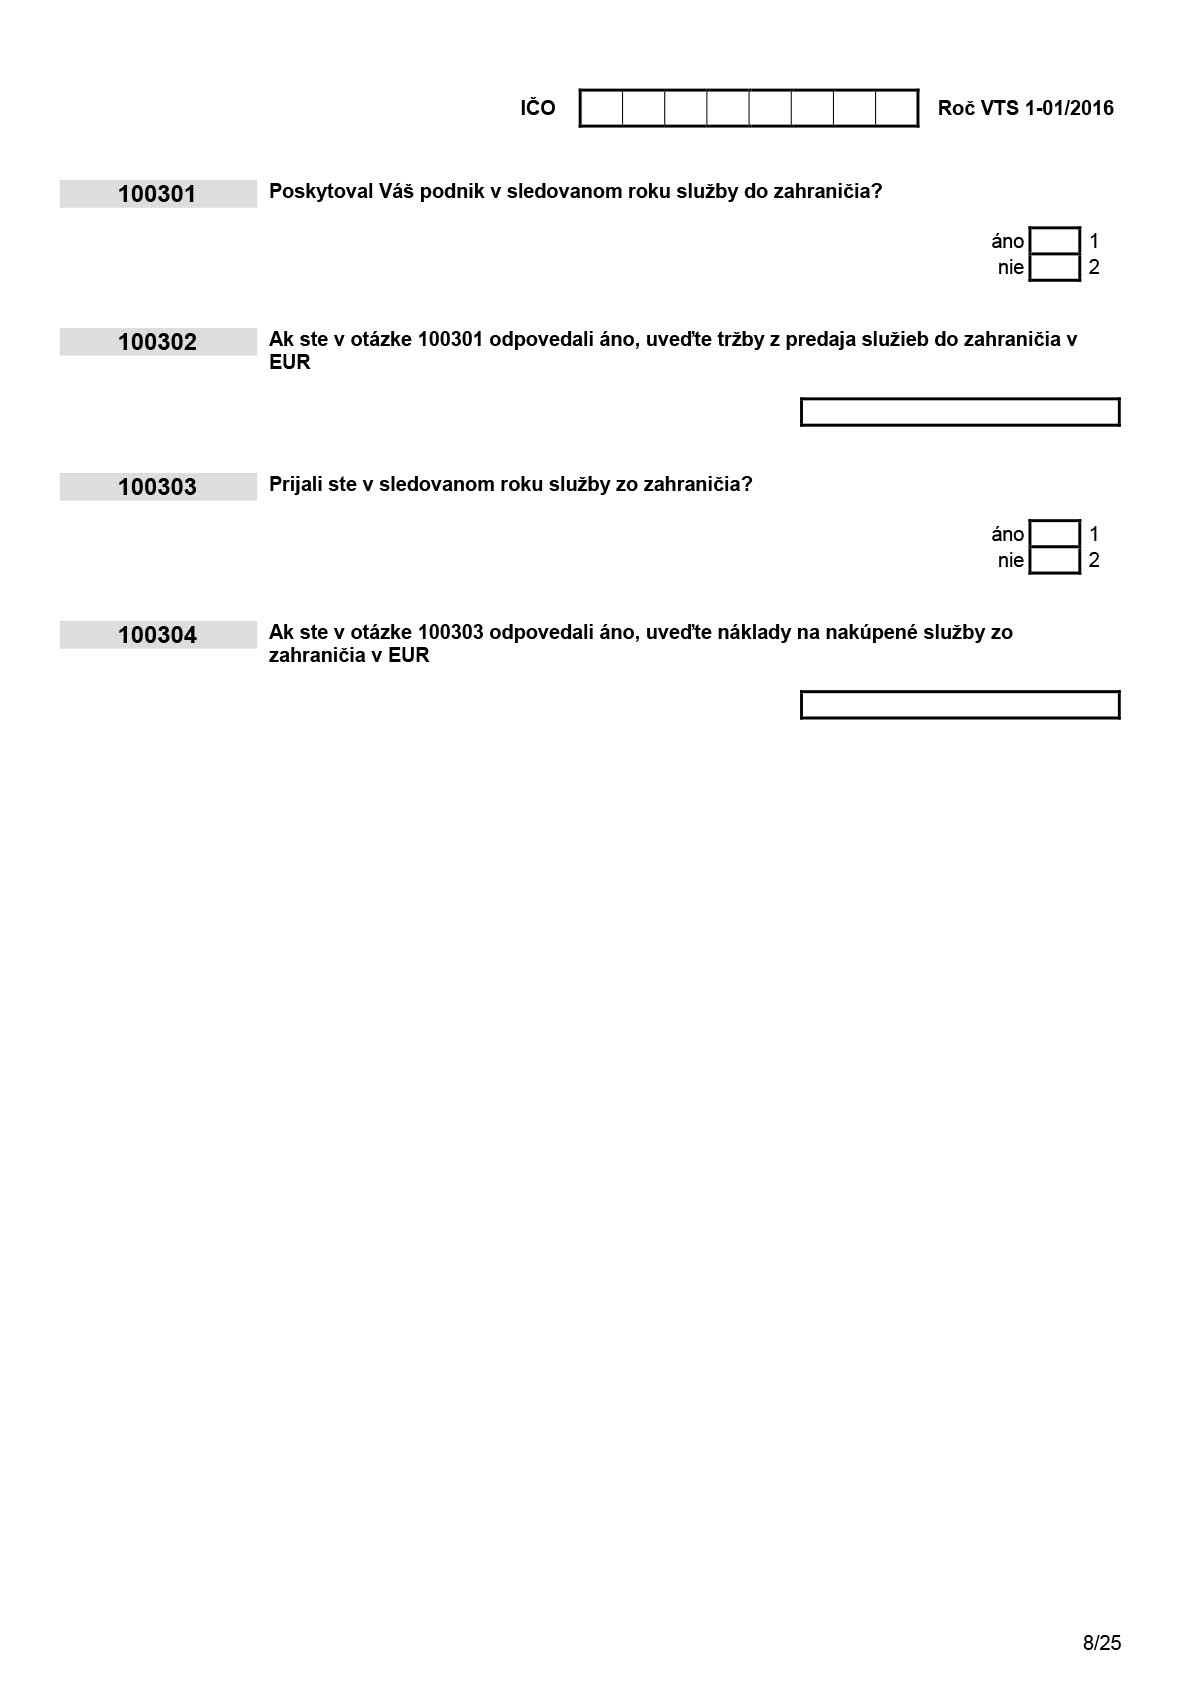 IČO Roč VTS 1-01/2016
100301 Poskytoval Váš podnik v sledovanom roku služby do zahraničia?
áno 1
nie 2
100302 Ak ste v otázke 100301 odpovedali áno, uveďte tržby z predaja služieb do zahraničia v
EUR
100303 Prijali ste v sledovanom roku služby zo zahraničia?
áno 1
nie 2
100304 Ak ste v otázke 100303 odpovedali áno, uveďte náklady na nakúpené služby zo
zahraničia v EUR
8/25